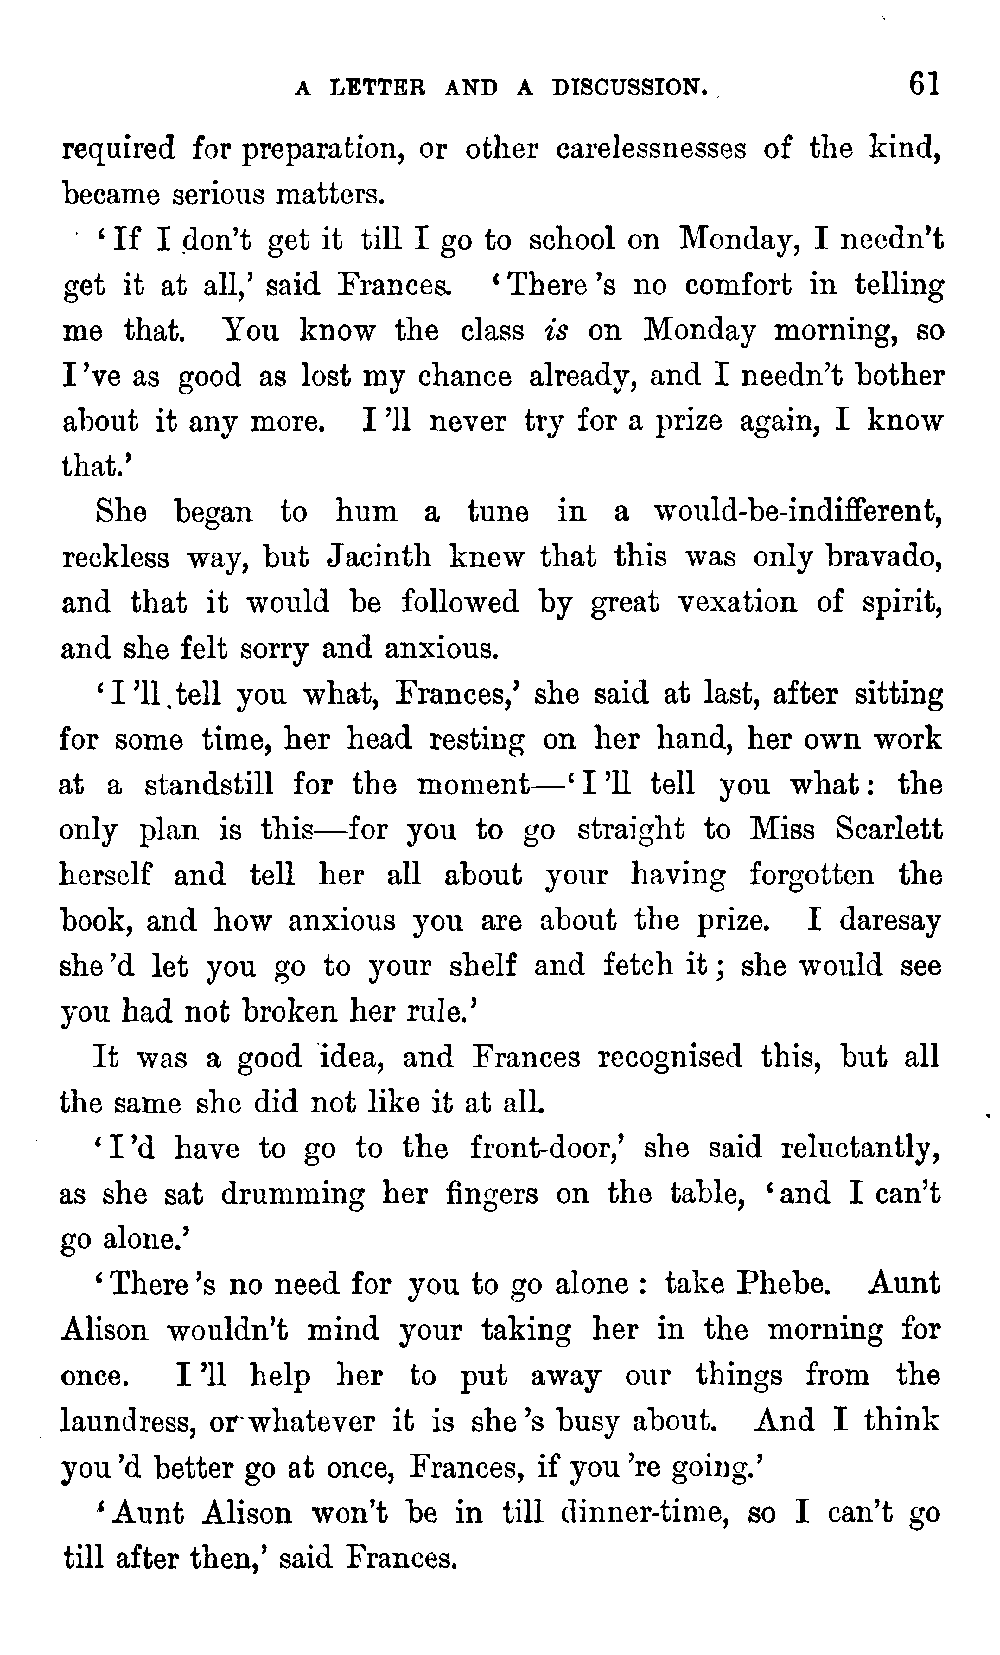 A LETTER AND A DISCUSSION. 61
required for preparation, or other carelessnesses of the kind,
became serious matters.
‘If I don’t get it till I go to school on Monday, I needn’t
get it at all,’ said Frances. ‘There ’s no comfort in telling
me that. You know the class is on Monday morning, so
I ’ve as good as lost my chance already, and I needn’t bother
about it any more. I ’ll never try for a prize again, I know
that.’
She began to hum a tune in a would-be-indifferent,
reckless way, but Jacinth knew that this was only bravado,
and that it would be followed by great vexation of spirit,
and she felt sorry and anxious.
‘I ’ll tell you what, Frances,’ she said at last, after sitting
for some time, her head resting on her hand, her own work
at a standstill for the moment—‘I ’ll tell you what: the
only plan is this—for you to go straight to Miss Scarlett
herself and tell her all about your having forgotten the
book, and how anxious you are about the prize. I daresay
she ’d let you go to your shelf and fetch it; she would see
you had not broken her rule.’
It was a good idea, and Frances recognised this, but all
the same she did not like it at all.
‘I ’d have to go to the front-door,’ she said reluctantly,
as she sat drumming her fingers on the table, ‘and I can’t
go alone.’
‘There ’s no need for you to go alone: take Phebe. Aunt
Alison wouldn’t mind your taking her in the morning for
once. I ’ll help her to put away our things from the
laundress, or whatever it is she ’s busy about. And I think
you ’d better go at once, Frances, if you ’re going.’
‘Aunt Alison won’t be in till dinner-time, so I can’t go
till after then,’ said Frances.